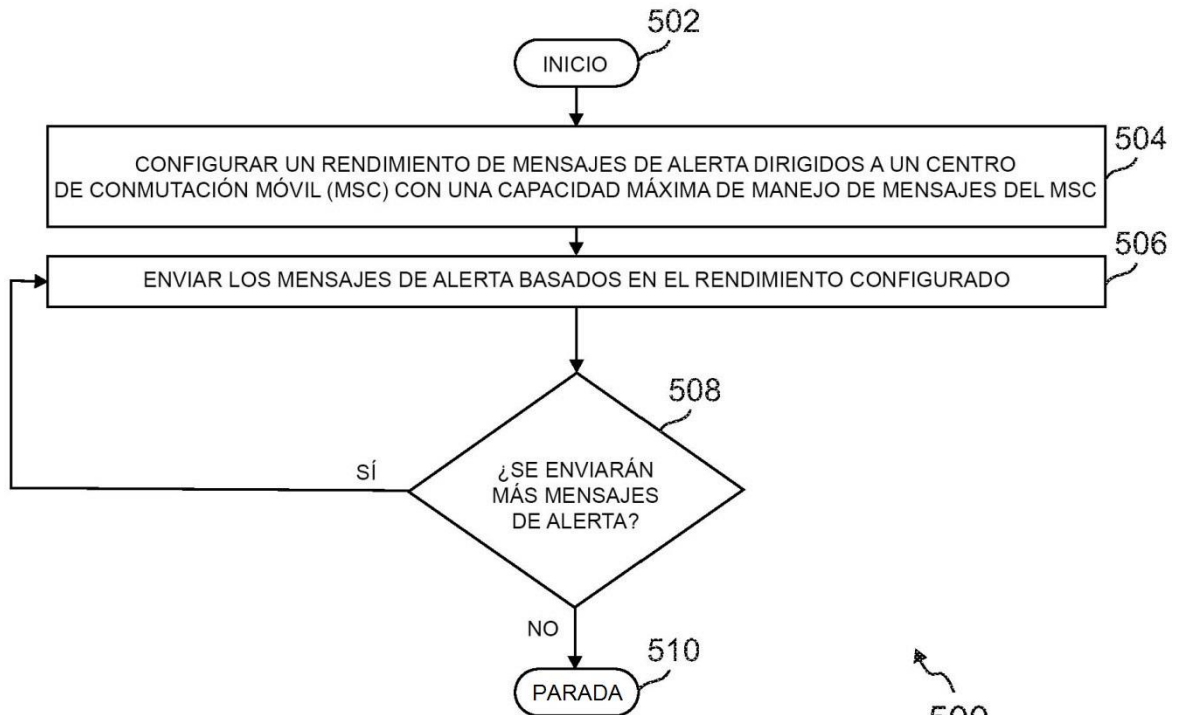 502
INICIO
504
CONFIGURAR UN RENDIMIENTO DE MENSAJES DE ALERTA DIRIGIDOS A UN CENTRO
DE CONMUTACIÓN MÓVIL (MSC) CON UNA CAPACIDAD MÁXIMA DE MANEJO DE MENSAJES DEL MSC
506
ENVIAR LOS MENSAJES DE ALERTA BASADOS EN EL RENDIMIENTO CONFIGURADO
508
SÍ
¿SE ENVIARÁN
MÁS MENSAJES
DE ALERTA?
NO
510
PARADA